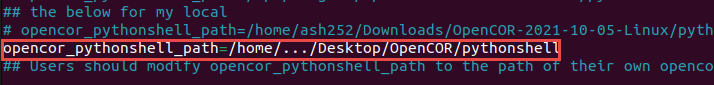 ## the below for my local
# opencor_pythonshell_path=/home/ash252/Downloads/OpenCOR-2021-10-05-Linux/pyth
opencor_pythonshell_path=/home/.../Desktop/OpenCOR/pythonshell
## Users should modify opencor_pythonshell_path to the path of their own openco